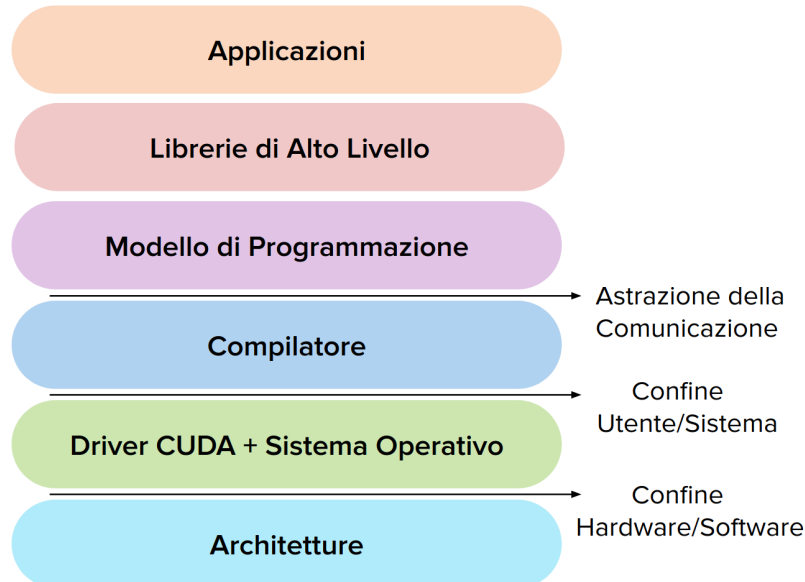 Applicazioni
Librerie di Alto Livello
Modello di Programmazione
Astrazione della
Comunicazione
Compilatore
Confine
Utente/Sistema
Driver CUDA + Sistema Operativo
Confine
Hardware/Software
Architetture